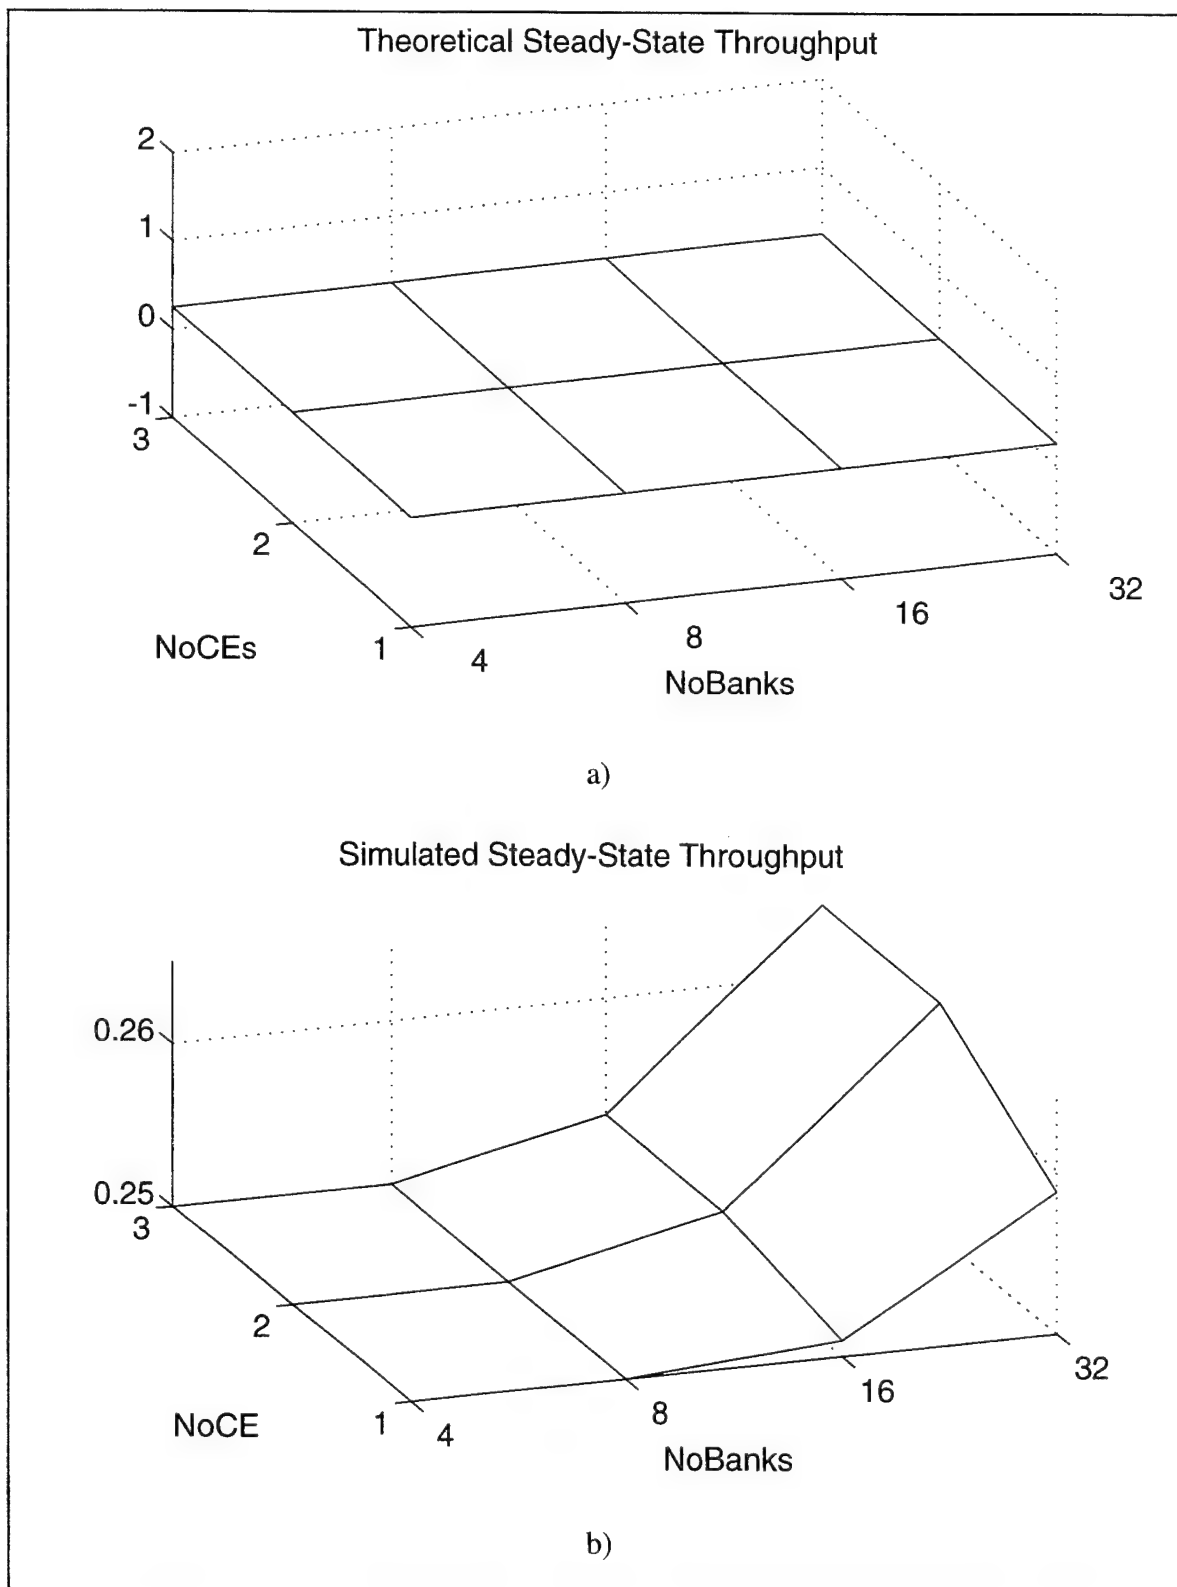 Theoretical Steady-State Throughput
2
1
0
-1
3
2
1
NoCEs
4
8
16
32
NoBanks
a)
Simulated Steady-State Throughput
0.26
0.25
3
2
1
NoCE
4
8
16
32
NoBanks
b)